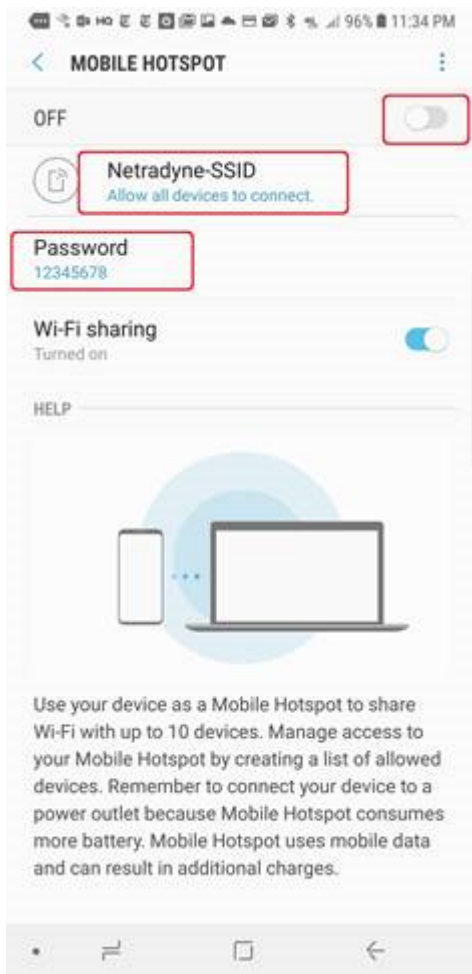 96% 11:34 PM
MOBILE HOTSPOT
OFF
Netradyne-SSID
Allow all devices to connect.
Password
12345678
Wi-Fi sharing
Turned on
HELP
Use your device as a Mobile Hotspot to share
Wi-Fi with up to 10 devices. Manage access to
your Mobile Hotspot by creating a list of allowed
devices. Remember to connect your device to a
power outlet because Mobile Hotspot consumes
more battery. Mobile Hotspot uses mobile data
and can result in additional charges.